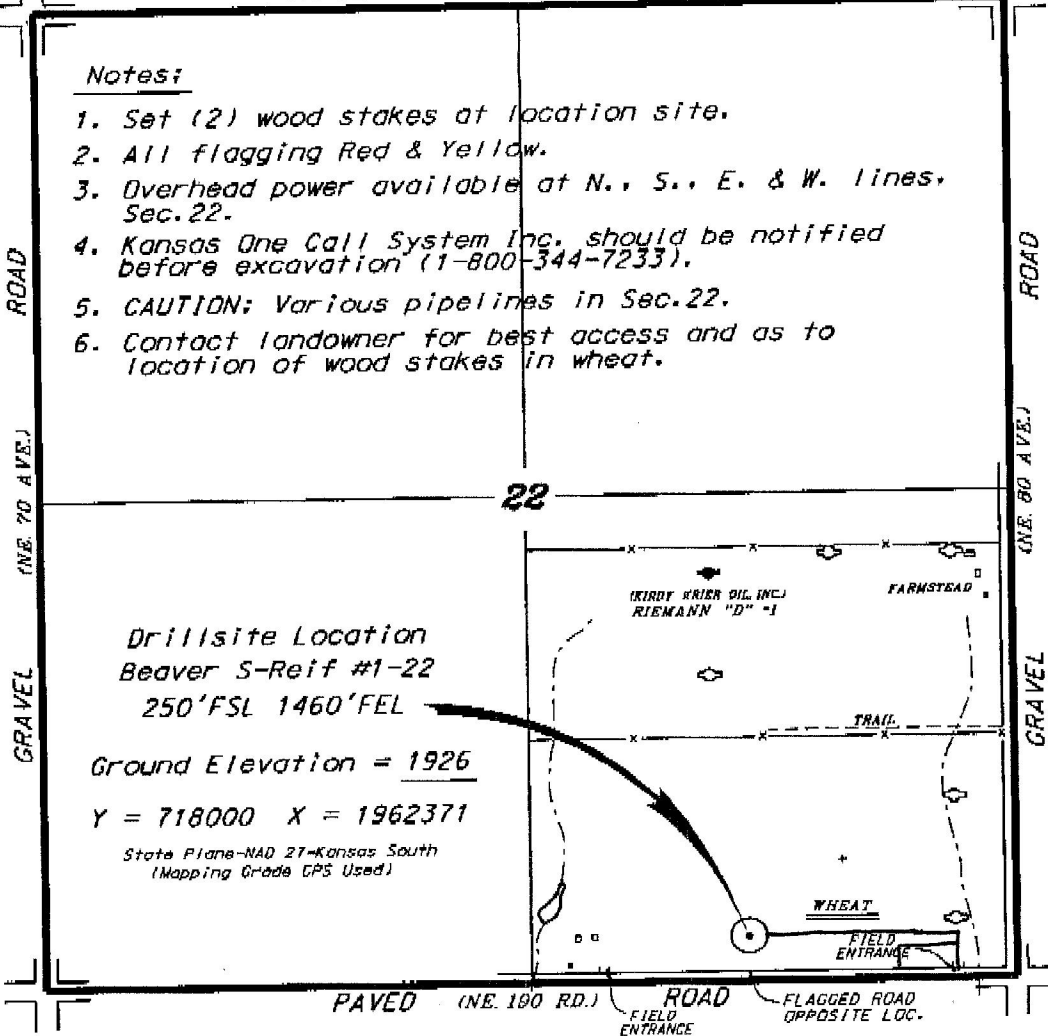 Notes:
1. Set (2) wood stakes at location site.
2. All flagging Red & Yellow.
3. Overhead power available at N., S., E. & W. lines,
Sec.22.
4. Kansas One Call System Inc. should be notified
before excavation (1-800-344-7233).
5. CAUTION: Various pipelines in Sec.22.
6. Contact landowner for best access and as to
location of wood stakes in wheat.
ROAD
(NE. 70 AVE.)
GRAVEL
ROAD
(NE. 80 AVE.)
GRAVEL
22
(KIRBY KRIER OIL, INC.)
RIEMANN "D" #1
FARMSTEAD
Drillsite Location
Beaver S-Reif #1-22
250'FSL 1460'FEL
TRAIL
Ground Elevation = 1926
Y = 718000 X = 1962371
State Plane-NAD 27-Kansas South
(Mapping Grade GPS Used)
WHEAT
FIELD
ENTRANCE
PAVED (NE. 190 RD.) ROAD
FIELD
ENTRANCE
FLAGGED ROAD
OPPOSITE LOC.